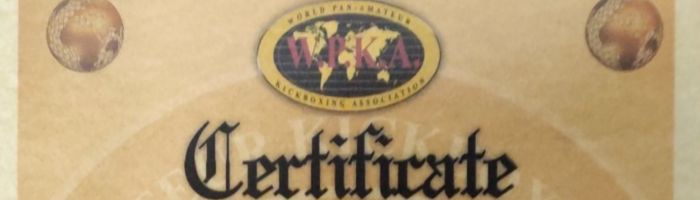 WORLD PAN-AMATEUR
W.P.K.A.
KICKBOXING ASSOCIATION
Certificate